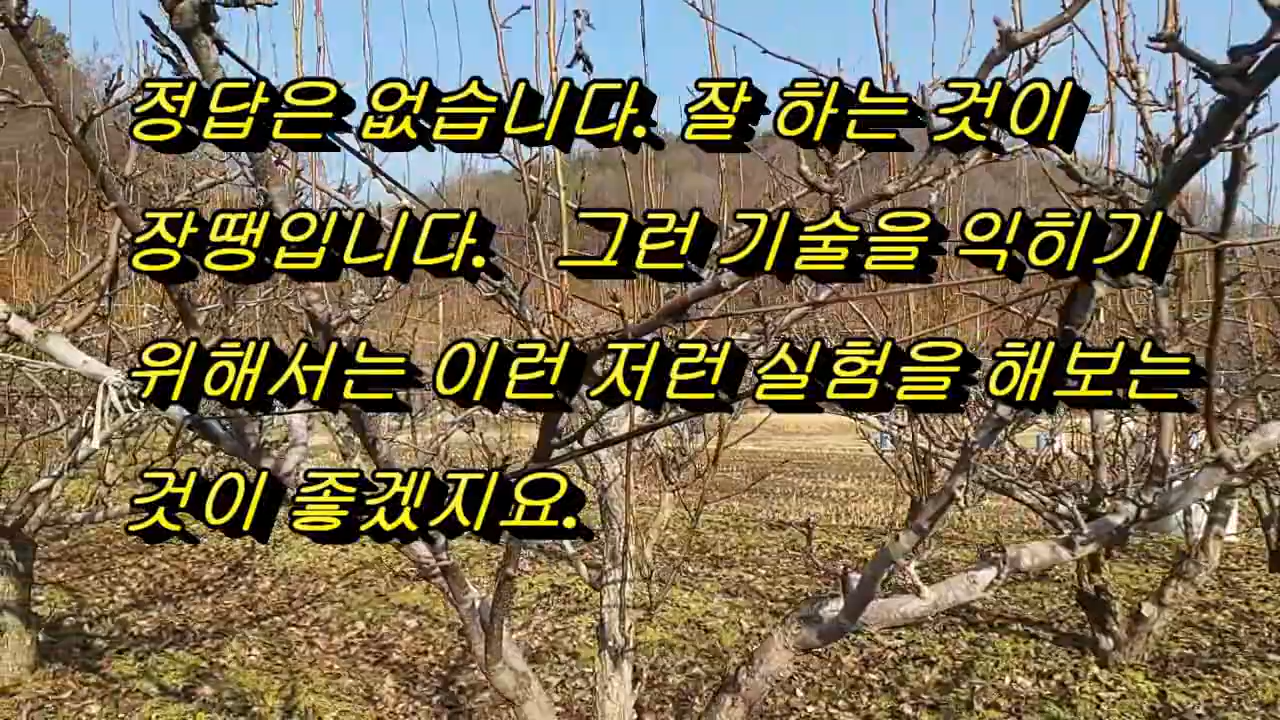 정답은 없습니다. 잘 하는 것이
장땡입니다. 그런 기술을 익히기
위해서는 이런 저런 실험을 해보는
것이 좋겠지요.